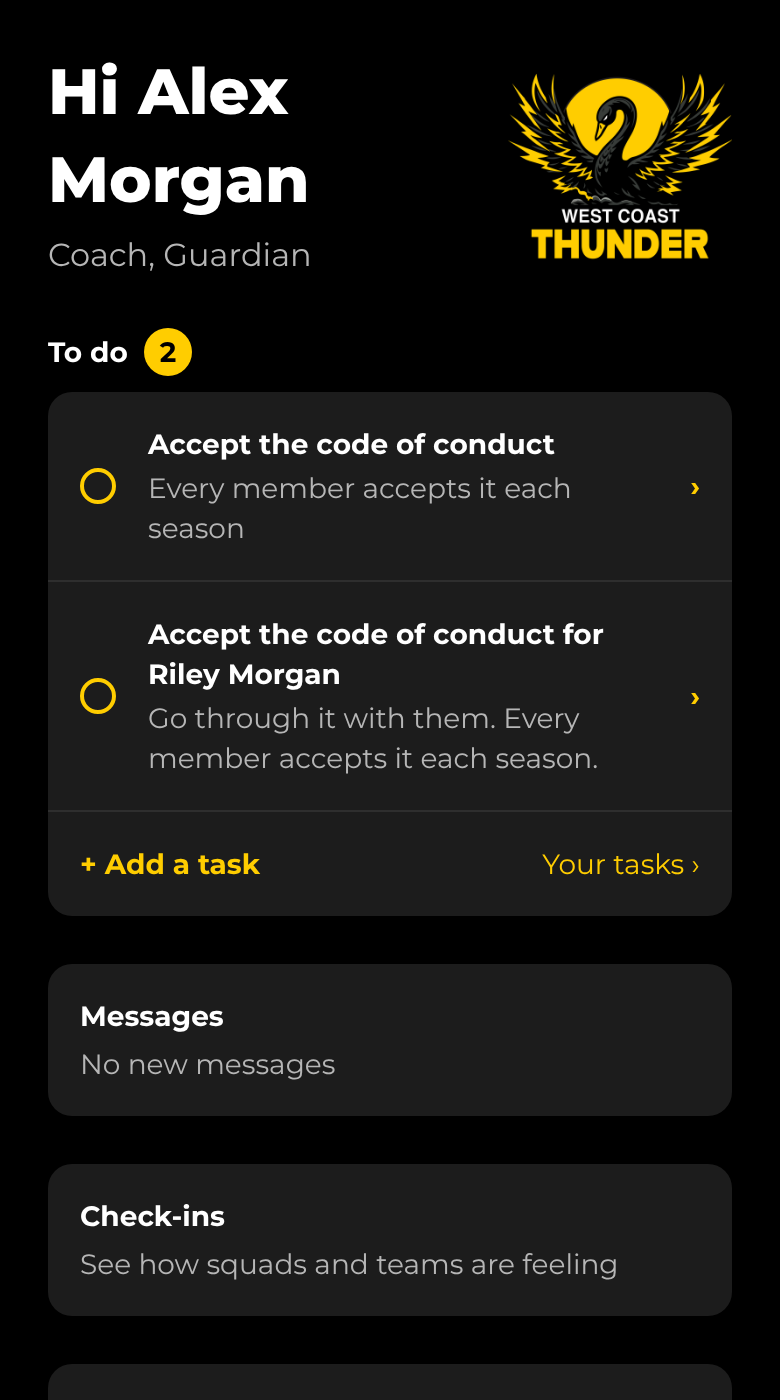 Hi Alex
Morgan
Coach, Guardian
WEST COAST
THUNDER
To do 2
Accept the code of conduct
Every member accepts it each
season
›
Accept the code of conduct for
Riley Morgan
Go through it with them. Every
member accepts it each season.
›
+ Add a task
Your tasks ›
Messages
No new messages
Check-ins
See how squads and teams are feeling